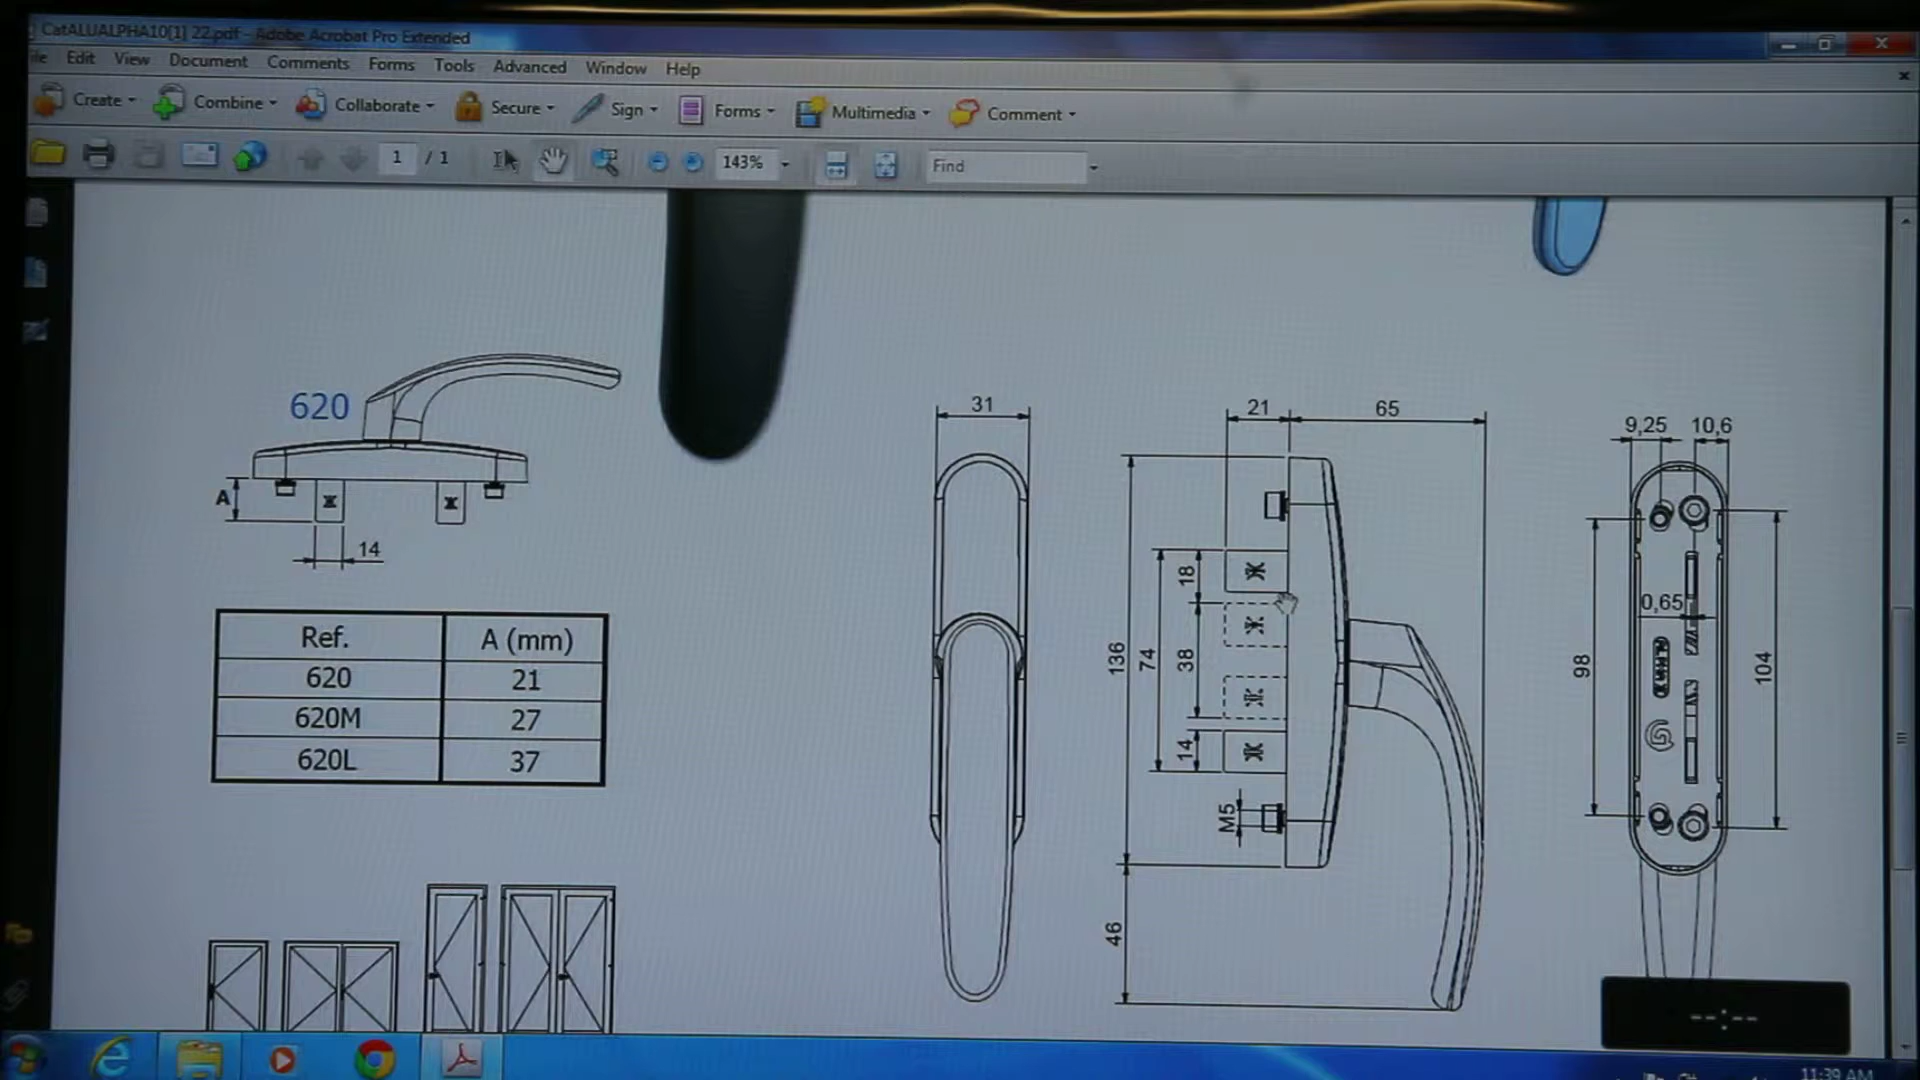 CatALUALPHA10[1] 22.pdf - Adobe Acrobat Pro Extended
Edit View Document Comments Forms Tools Advanced Window Help
Create Combine Collaborate Secure Sign Forms Multimedia Comment
1 / 1 143% Find
620
A
14
Ref. A (mm)
620 21
620M 27
620L 37
31
21 65
136
74
18
38
14
M5
46
9,25 10,6
0,65
98
104
--:--
11:39 AM